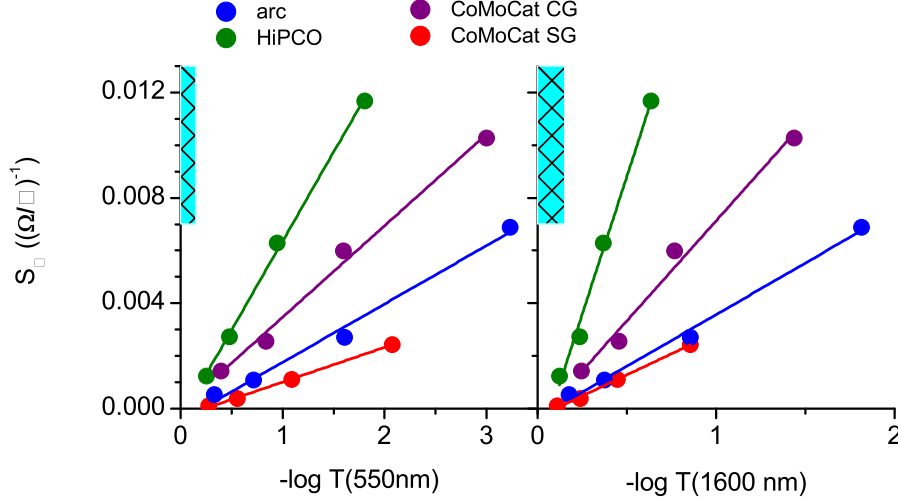 arc
HiPCO
CoMoCat CG
CoMoCat SG
S□ ((Ω/□)⁻¹)
0.012
0.008
0.004
0.000
0 1 2 3
0 1 2
-log T(550nm)
-log T(1600 nm)